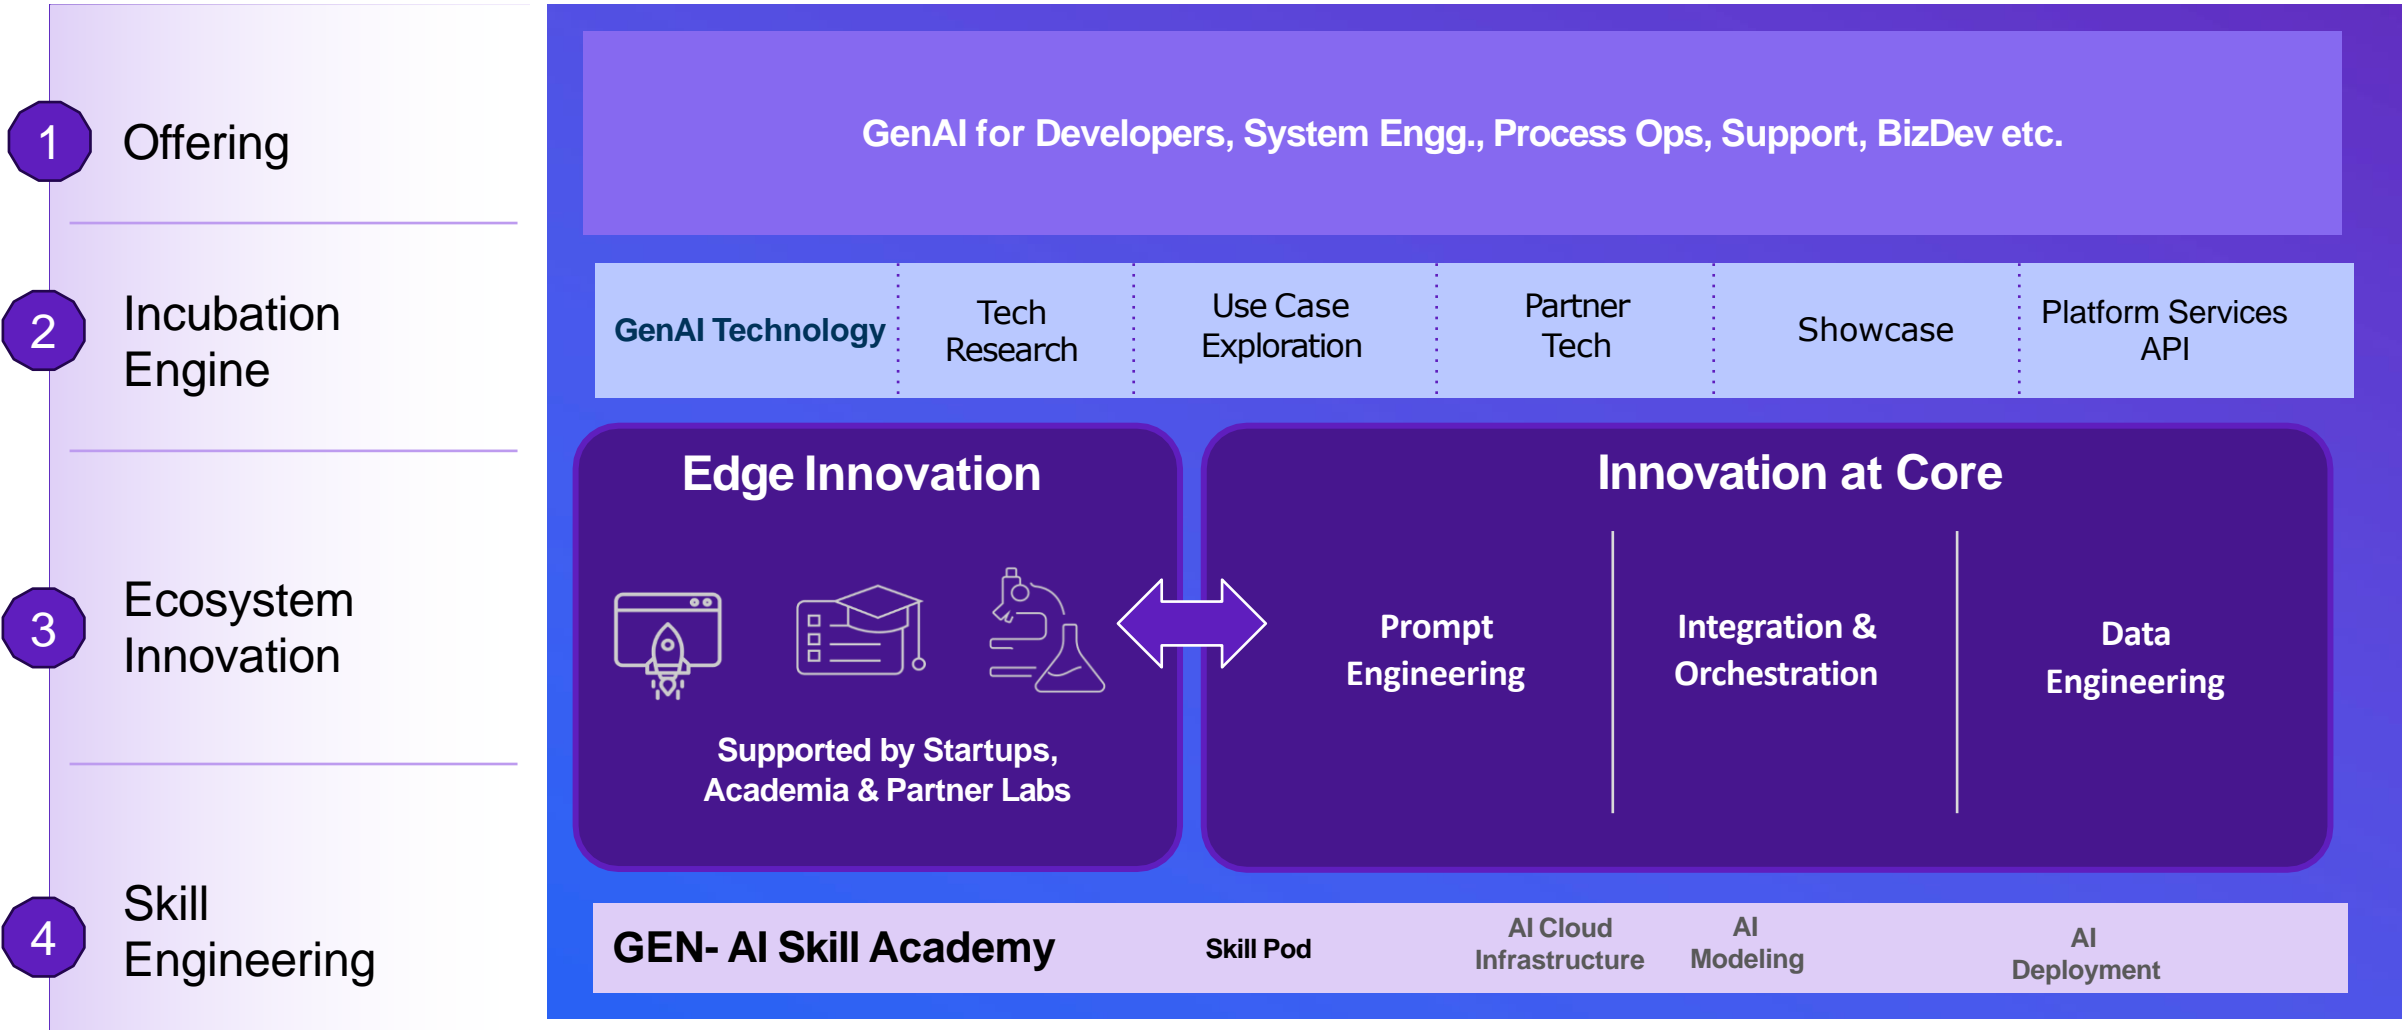 1
Offering
GenAI for Developers, System Engg., Process Ops, Support, BizDev etc.
2
Incubation
Engine
GenAI Technology
Tech
Research
Use Case
Exploration
Partner
Tech
Showcase
Platform Services
API
3
Ecosystem
Innovation
Edge Innovation
Supported by Startups,
Academia & Partner Labs
Innovation at Core
Prompt
Engineering
Integration &
Orchestration
Data
Engineering
4
Skill
Engineering
GEN- AI Skill Academy
Skill Pod
AI Cloud
Infrastructure
AI
Modeling
AI
Deployment